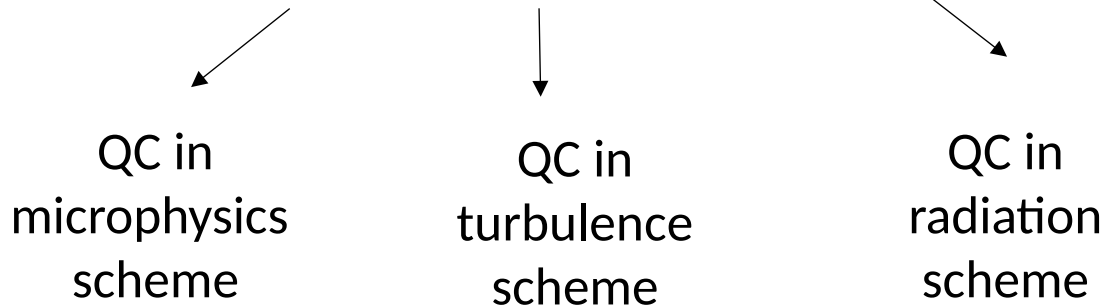 QC in
microphysics
scheme
QC in
turbulence
scheme
QC in
radiation
scheme